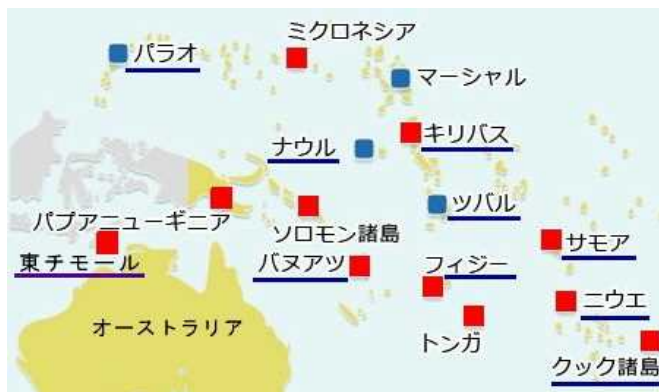 ミクロネシア
パラオ
マーシャル
キリバス
ナウル
ツバル
パプアニューギニア
ソロモン諸島
サモア
東チモール
バヌアツ
フィジー
ニウエ
オーストラリア
トンガ
クック諸島